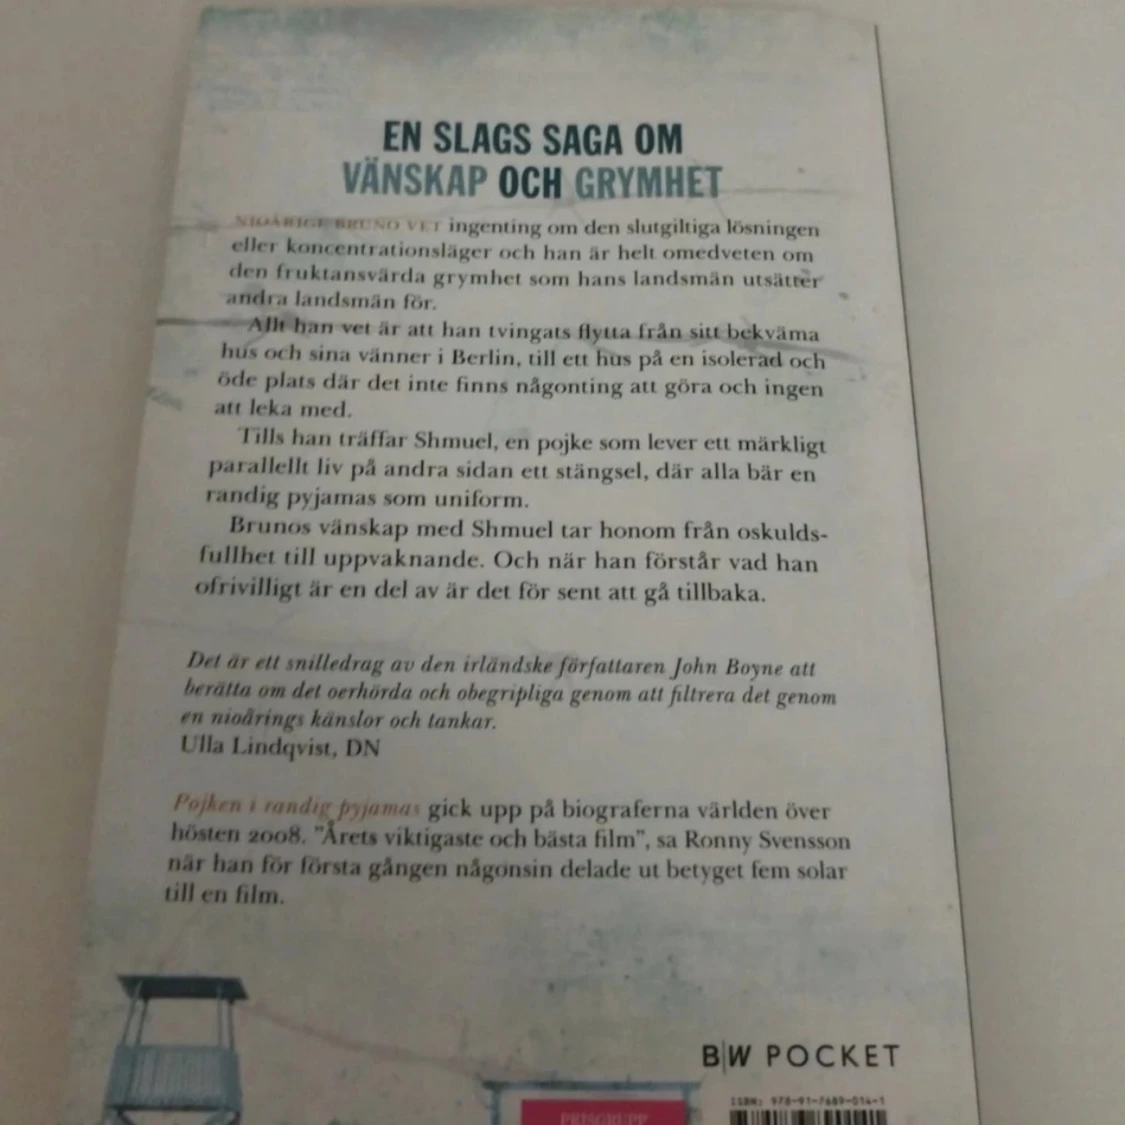 EN SLAGS SAGA OM
VÄNSKAP OCH GRYMHET
NIOÅRIGE BRUNO VET ingenting om den slutgiltiga lösningen
eller koncentrationsläger och han är helt omedveten om
den fruktansvärda grymhet som hans landsmän utsätter
andra landsmän för.
Allt han vet är att han tvingats flytta från sitt bekväma
hus och sina vänner i Berlin, till ett hus på en isolerad och
öde plats där det inte finns någonting att göra och ingen
att leka med.
Tills han träffar Shmuel, en pojke som lever ett märkligt
parallellt liv på andra sidan ett stängsel, där alla bär en
randig pyjamas som uniform.
Brunos vänskap med Shmuel tar honom från oskulds-
fullhet till uppvaknande. Och när han förstår vad han
ofrivilligt är en del av är det för sent att gå tillbaka.
Det är ett snilledrag av den irländske författaren John Boyne att
berätta om det oerhörda och obegripliga genom att filtrera det genom
en nioårings känslor och tankar.
Ulla Lindqvist, DN
Pojken i randig pyjamas gick upp på biograferna världen över
hösten 2008. "Årets viktigaste och bästa film", sa Ronny Svensson
när han för första gången någonsin delade ut betyget fem solar
till en film.
B|W POCKET
ISBN: 978-91-7689-014-1
PRISGRUPP